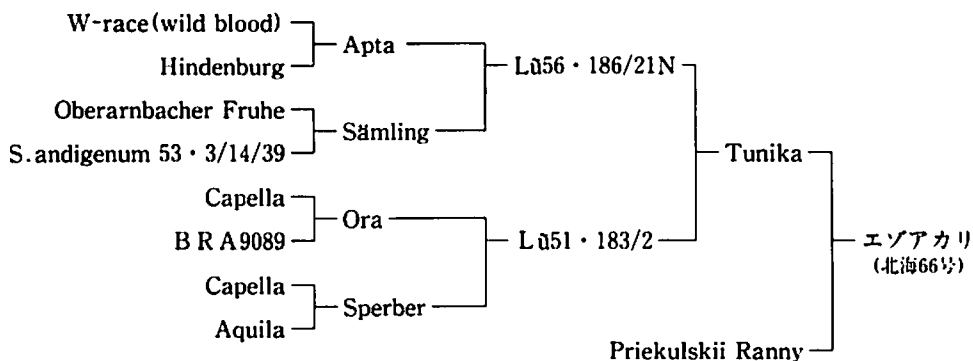 W-race(wild blood)
Apta
Hindenburg
Lü56・186/21N
Oberarnbacher Fruhe
Sämling
S.andigenum 53・3/14/39
Tunika
Capella
Ora
BRA9089
Lü51・183/2
エゾアカリ
(北海66号)
Capella
Sperber
Aquila
Priekulskii Ranny